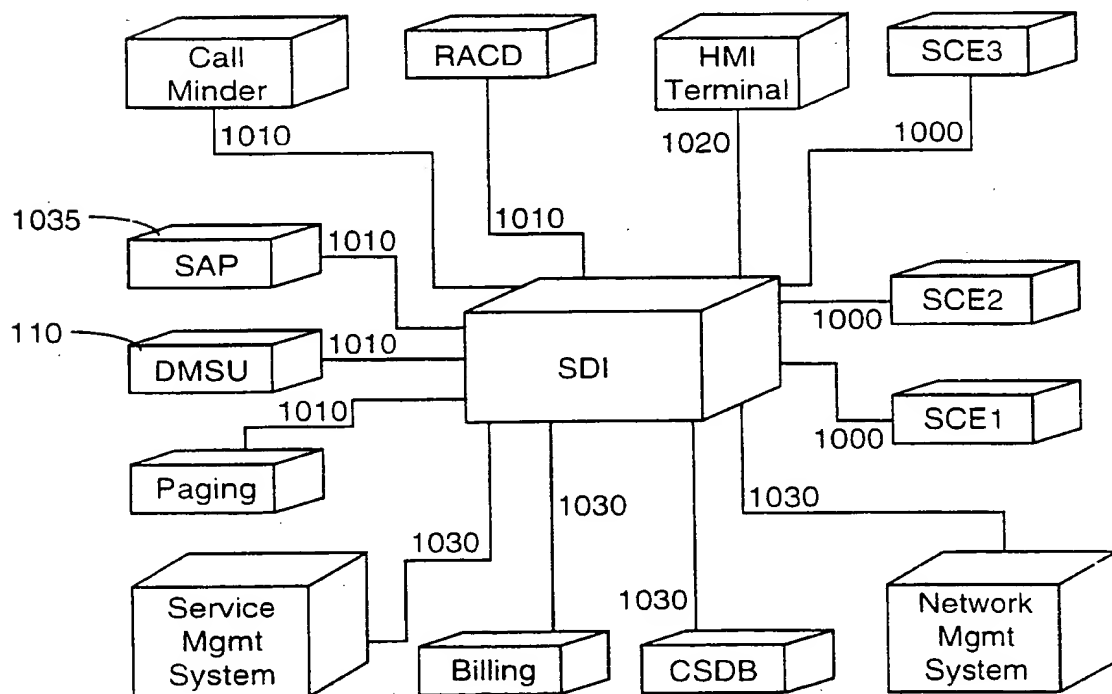 Call
Minder
RACD
HMI
Terminal
SCE3
1010
1020
1000
1035
SAP
1010
1010
110
DMSU
1010
SDI
SCE2
1000
1010
SCE1
1000
Paging
1030
1030
1030
1030
Service
Mgmt
System
Billing
CSDB
Network
Mgmt
System